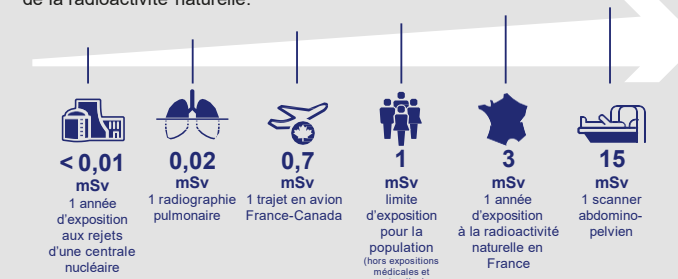 de la radioactivité naturelle.
< 0,01
mSv
1 année
d'exposition
aux rejets
d'une centrale
nucléaire
0,02
mSv
1 radiographie
pulmonaire
0,7
mSv
1 trajet en avion
France-Canada
1
mSv
limite
d'exposition
pour la
population
(hors expositions
médicales et
3
mSv
1 année
d'exposition
à la radioactivité
naturelle en
France
15
mSv
1 scanner
abdomino-
pelvien